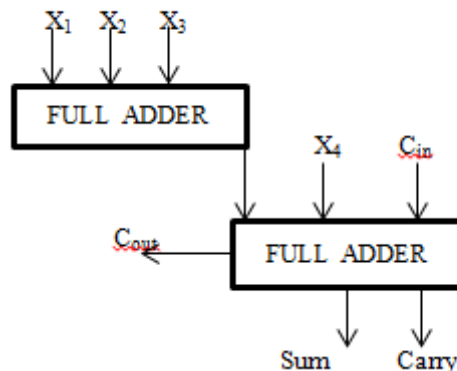 X1 X2 X3
FULL ADDER
X4 Cin
Cout
FULL ADDER
Sum Carry